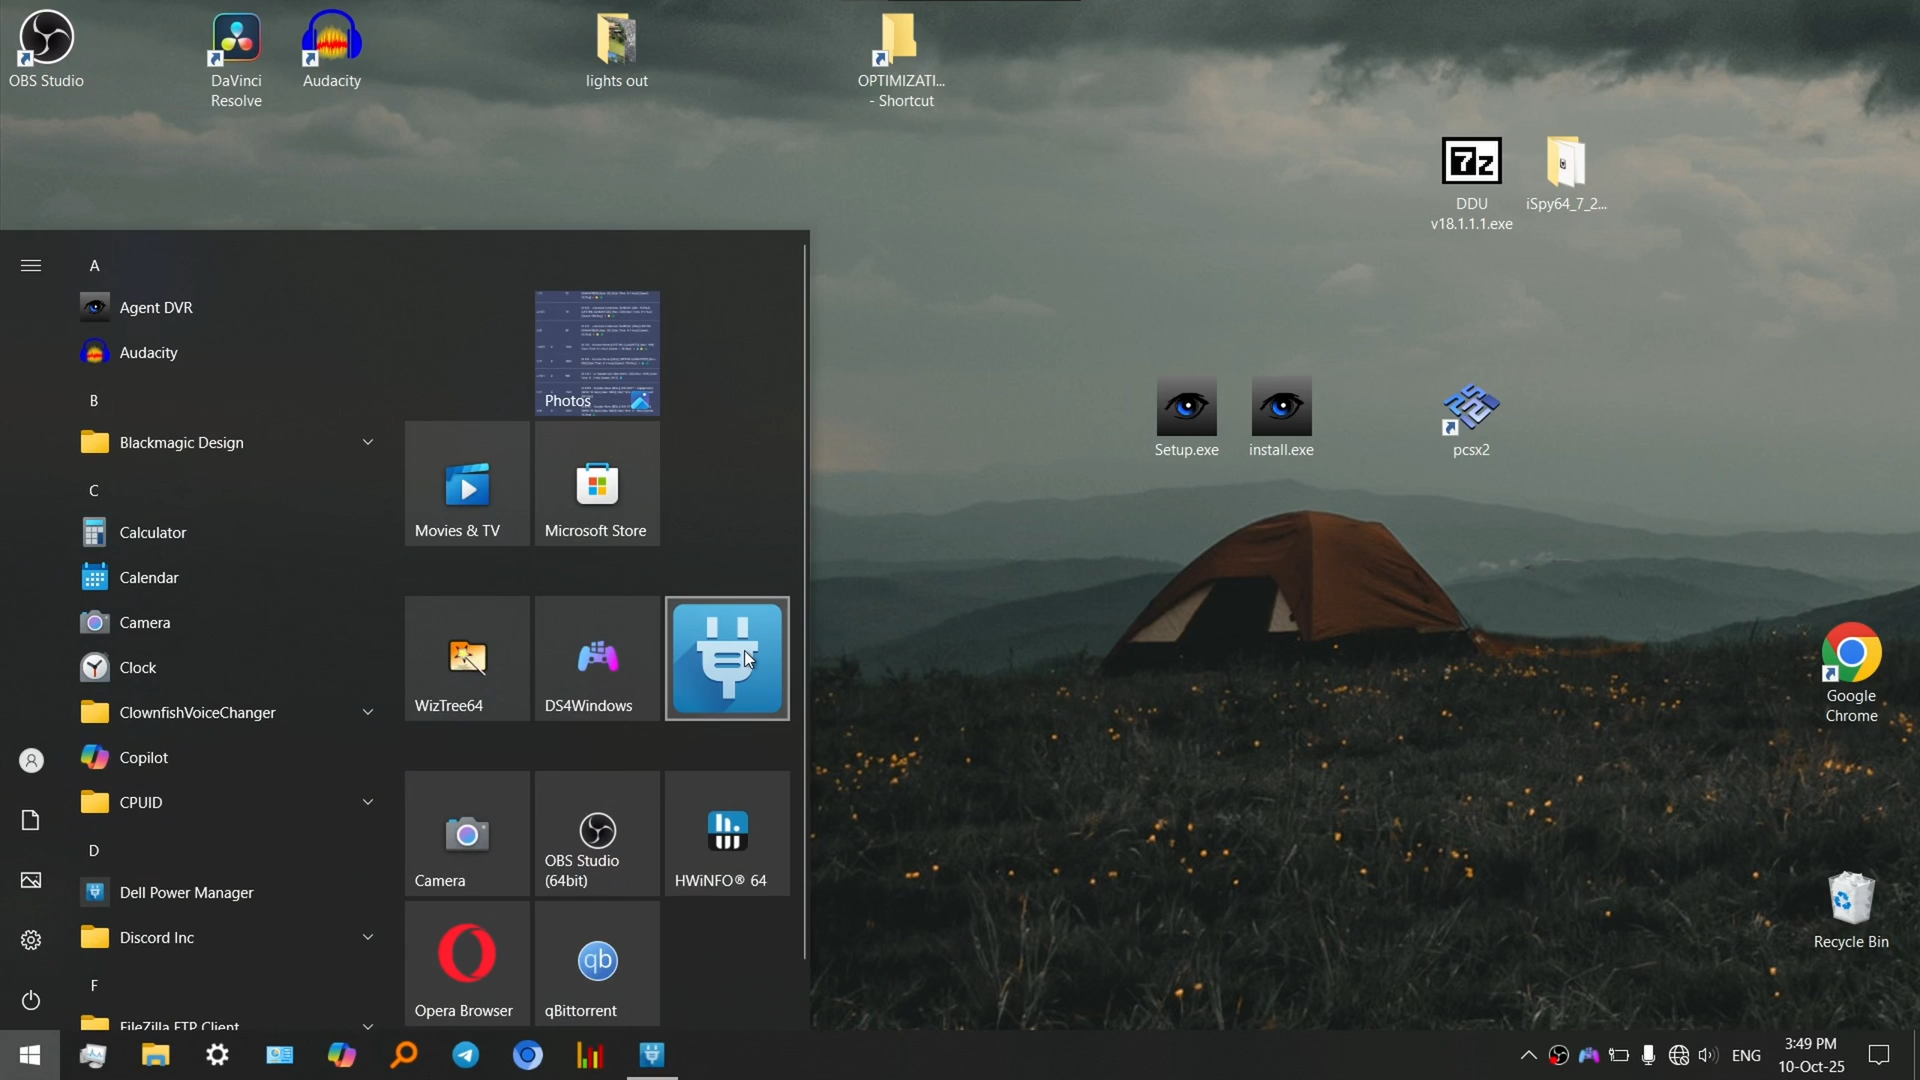 OBS Studio
DaVinci
Resolve
Audacity
lights out
OPTIMIZATI...
- Shortcut
7z
DDU
v18.1.1.1.exe
iSpy64_7_2...
Setup.exe
install.exe
pcsx2
Google
Chrome
Recycle Bin
A
Agent DVR
Audacity
B
Blackmagic Design
C
Calculator
Calendar
Camera
Clock
ClownfishVoiceChanger
Copilot
CPUID
D
Dell Power Manager
Discord Inc
F
FileZilla FTP Client
Photos
Movies & TV
Microsoft Store
WizTree64
DS4Windows
Camera
OBS Studio
(64bit)
HWiNFO® 64
Opera Browser
qb
qBittorrent
ENG
3:49 PM
10-Oct-25